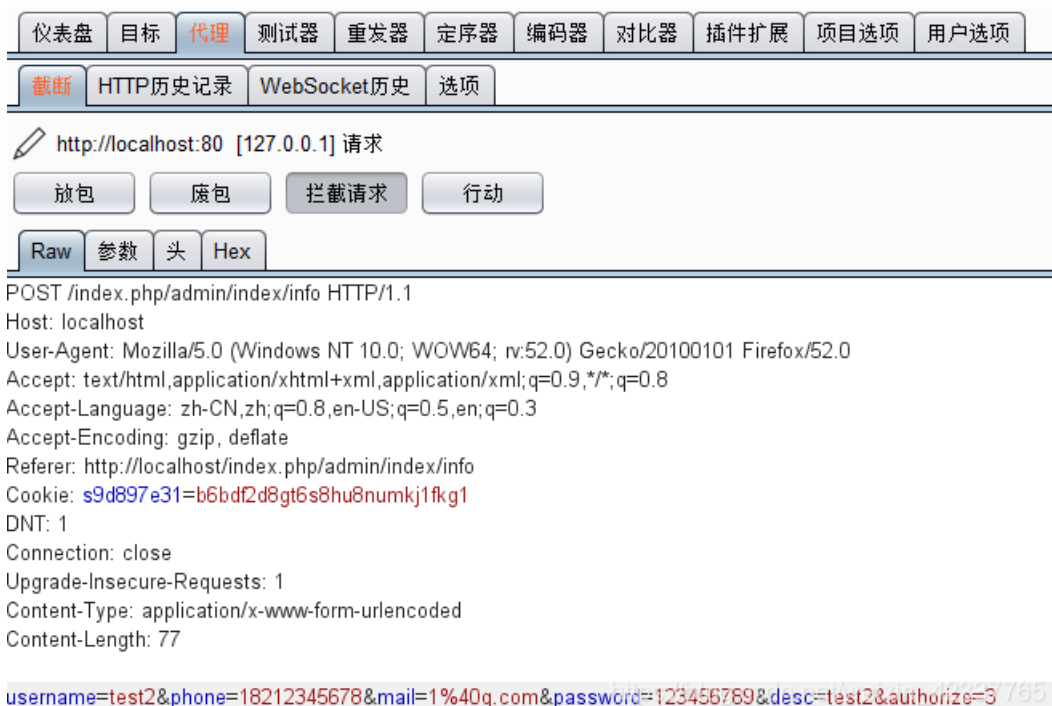 仪表盘 目标 代理 测试器 重发器 定序器 编码器 对比器 插件扩展 项目选项 用户选项
截断 HTTP历史记录 WebSocket历史 选项
http://localhost:80 [127.0.0.1] 请求
放包 废包 拦截请求 行动
Raw 参数 头 Hex
POST /index.php/admin/index/info HTTP/1.1
Host: localhost
User-Agent: Mozilla/5.0 (Windows NT 10.0; WOW64; rv:52.0) Gecko/20100101 Firefox/52.0
Accept: text/html,application/xhtml+xml,application/xml;q=0.9,*/*;q=0.8
Accept-Language: zh-CN,zh;q=0.8,en-US;q=0.5,en;q=0.3
Accept-Encoding: gzip, deflate
Referer: http://localhost/index.php/admin/index/info
Cookie: s9d897e31=b6bdf2d8gt6s8hu8numkj1fkg1
DNT: 1
Connection: close
Upgrade-Insecure-Requests: 1
Content-Type: application/x-www-form-urlencoded
Content-Length: 77
username=test2&phone=18212345678&mail=1%40q.com&password=123456789&desc=test2&authorize=3